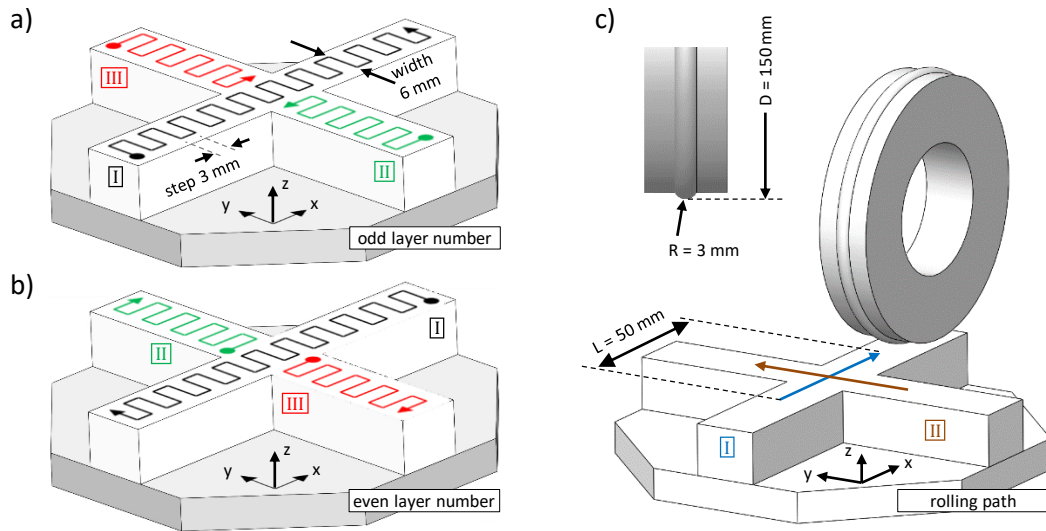 a)
III
width
6 mm
I
step 3 mm
II
z
y
x
odd layer number
b)
I
II
III
z
y
x
even layer number
c)
D = 150 mm
R = 3 mm
L = 50 mm
I
II
z
y
x
rolling path